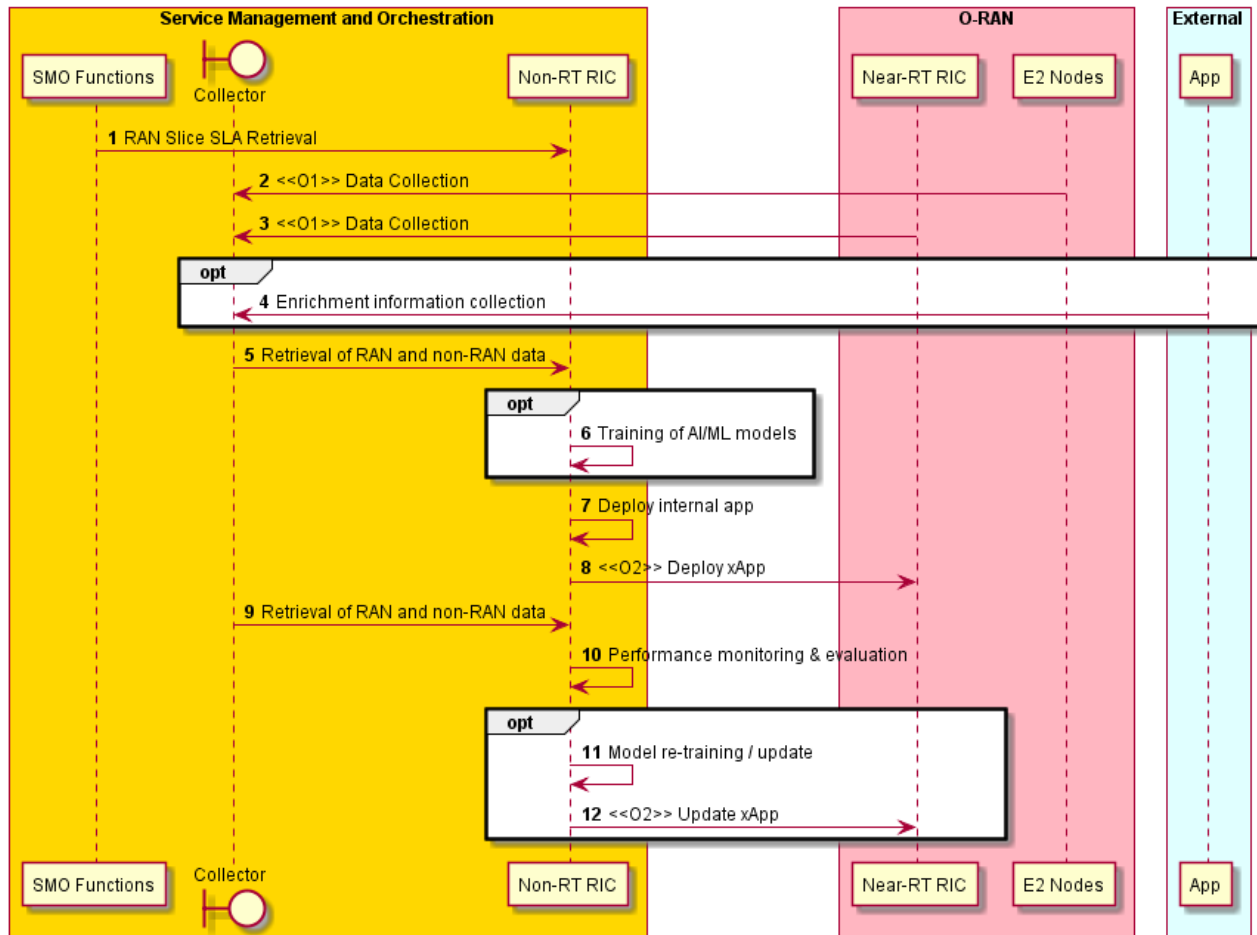 Service Management and Orchestration
O-RAN
External
SMO Functions
Collector
Non-RT RIC
Near-RT RIC
E2 Nodes
App
1 RAN Slice SLA Retrieval
2 <<O1>> Data Collection
3 <<O1>> Data Collection
opt
4 Enrichment information collection
5 Retrieval of RAN and non-RAN data
opt
6 Training of AI/ML models
7 Deploy internal app
8 <<O2>> Deploy xApp
9 Retrieval of RAN and non-RAN data
10 Performance monitoring & evaluation
opt
11 Model re-training / update
12 <<O2>> Update xApp
SMO Functions
Collector
Non-RT RIC
Near-RT RIC
E2 Nodes
App